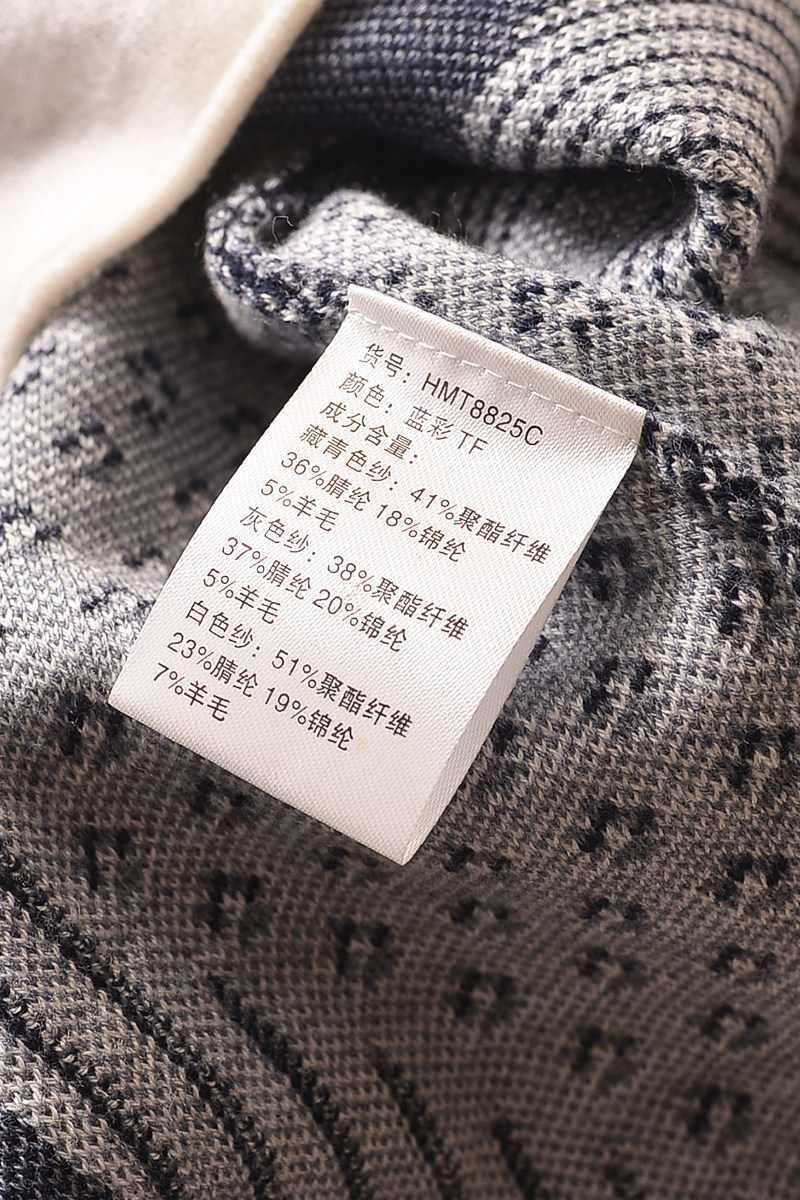 货号：HMT8825C
颜色：蓝彩 TF
成分含量：
藏青色纱：41%聚酯纤维
36%腈纶 18%锦纶
5%羊毛
灰色纱：38%聚酯纤维
37%腈纶 20%锦纶
5%羊毛
白色纱：51%聚酯纤维
23%腈纶 19%锦纶
7%羊毛